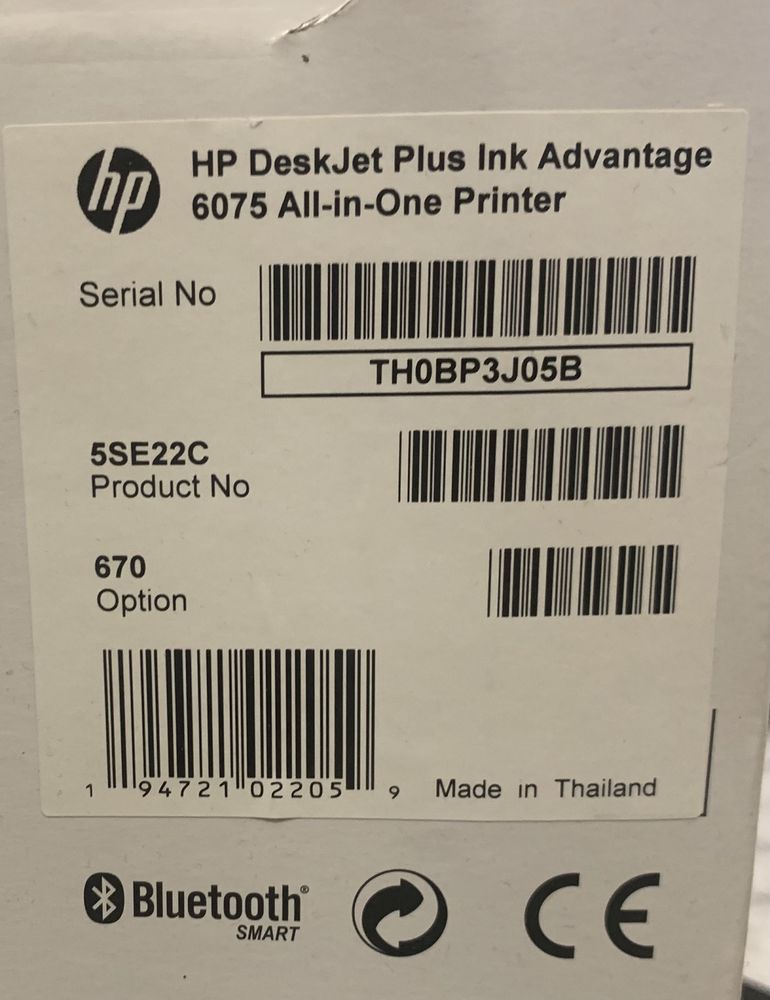 hp
HP DeskJet Plus Ink Advantage
6075 All-in-One Printer
Serial No
TH0BP3J05B
5SE22C
Product No
670
Option
1 94721 02205 9
Made in Thailand
Bluetooth®
SMART
CE